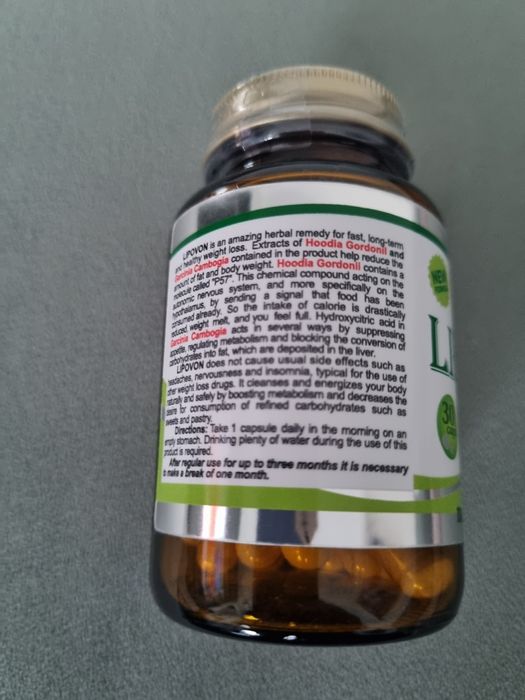 LIPOVON is an amazing herbal remedy for fast, long-term
and healthy weight loss. Extracts of Hoodia Gordonii and
Garcinia Cambogia contained in the product help reduce the
amount of fat and body weight. Hoodia Gordonii contains a
molecule called "P57". This chemical compound acting on the
autonomic nervous system, and more specifically on the
hypothalamus, by sending a signal that food has been
consumed already. So the intake of calorie is drastically
reduced, weight melt, and you feel full. Hydroxycitric acid in
Garcinia Cambogia acts in several ways by suppressing
appetite, regulating metabolism and blocking the conversion of
carbohydrates into fat, which are deposited in the liver.
LIPOVON does not cause usual side effects such as
headaches, nervousness and insomnia, typical for the use of
other weight loss drugs. It cleanses and energizes your body
naturally and safely by boosting metabolism and decreases the
desire for consumption of refined carbohydrates such as
sweets and pastry.
Directions: Take 1 capsule daily in the morning on an
empty stomach. Drinking plenty of water during the use of this
product is required.
After regular use for up to three months it is necessary
to make a break of one month.
NEW
FORMULA
LI
30